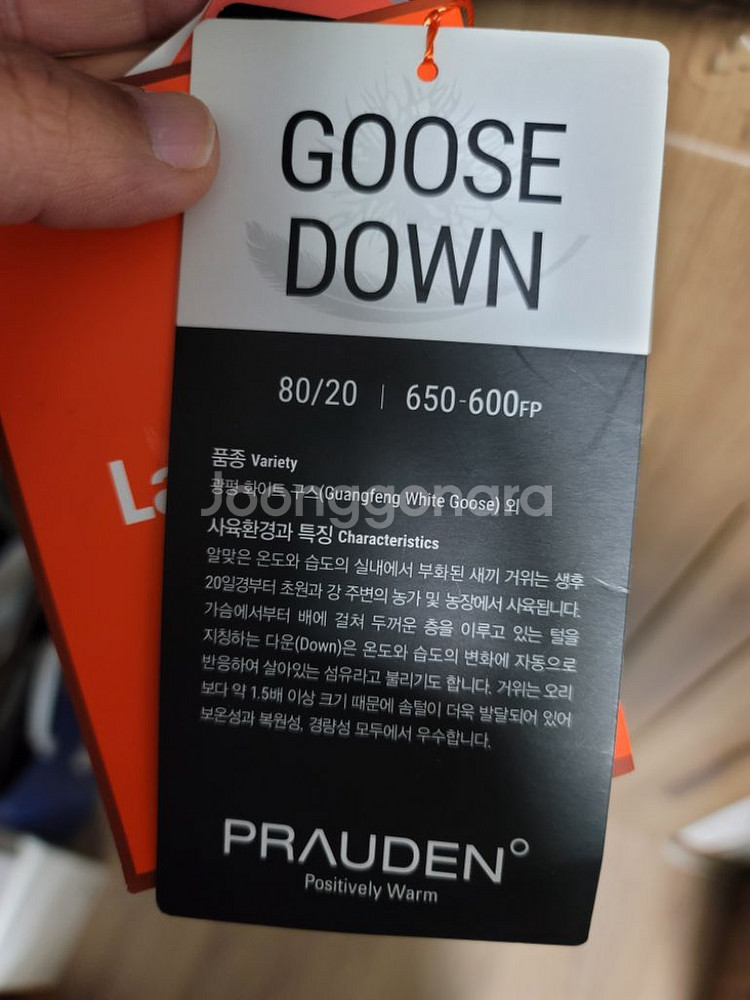 GOOSE
DOWN
80/20 | 650-600FP
품종 Variety
광펑 화이트 구스(Guangfeng White Goose) 외
Joonggonara
사육환경과 특징 Characteristics
알맞은 온도와 습도의 실내에서 부화된 새끼 거위는 생후
20일경부터 초원과 강 주변의 농가 및 농장에서 사육됩니다.
가슴에서부터 배에 걸쳐 두꺼운 층을 이루고 있는 털을
지칭하는 다운(Down)은 온도와 습도의 변화에 자동으로
반응하여 살아있는 섬유라고 불리기도 합니다. 거위는 오리
보다 약 1.5배 이상 크기 때문에 솜털이 더욱 발달되어 있어
보온성과 복원성, 경량성 모두에서 우수합니다.
La
PRAUDEN°
Positively Warm